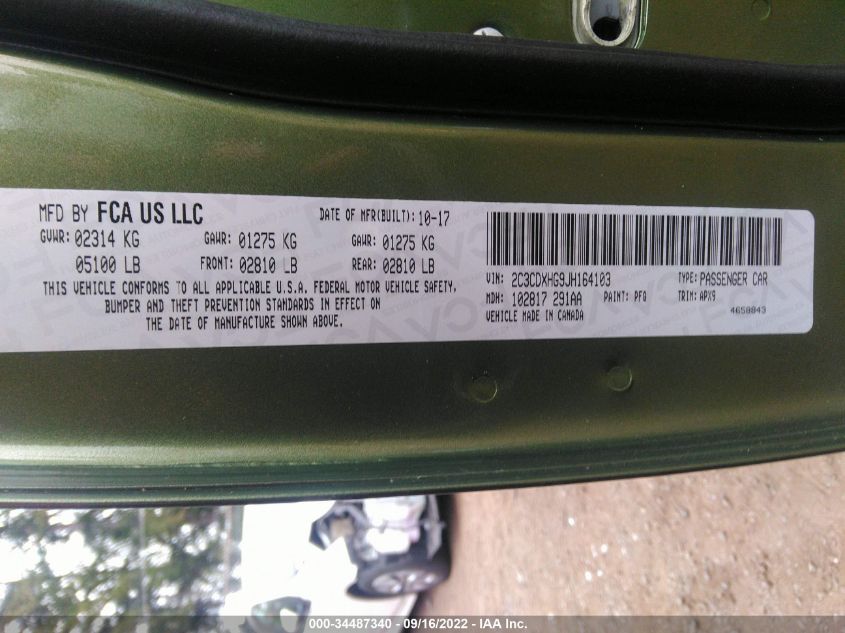 MFD BY FCA US LLC
DATE OF MFR(BUILT): 10-17
GVWR: 02314 KG GAWR: 01275 KG GAWR: 01275 KG
05100 LB FRONT: 02810 LB REAR: 02810 LB
THIS VEHICLE CONFORMS TO ALL APPLICABLE U.S.A. FEDERAL MOTOR VEHICLE SAFETY,
BUMPER AND THEFT PREVENTION STANDARDS IN EFFECT ON
THE DATE OF MANUFACTURE SHOWN ABOVE.
VIN: 2C3CDXHG9JH164103 TYPE: PASSENGER CAR
MDH: 102817 291AA PAINT: PFQ TRIM: APX9
VEHICLE MADE IN CANADA 4658843
000-34487340 - 09/16/2022 - IAA Inc.